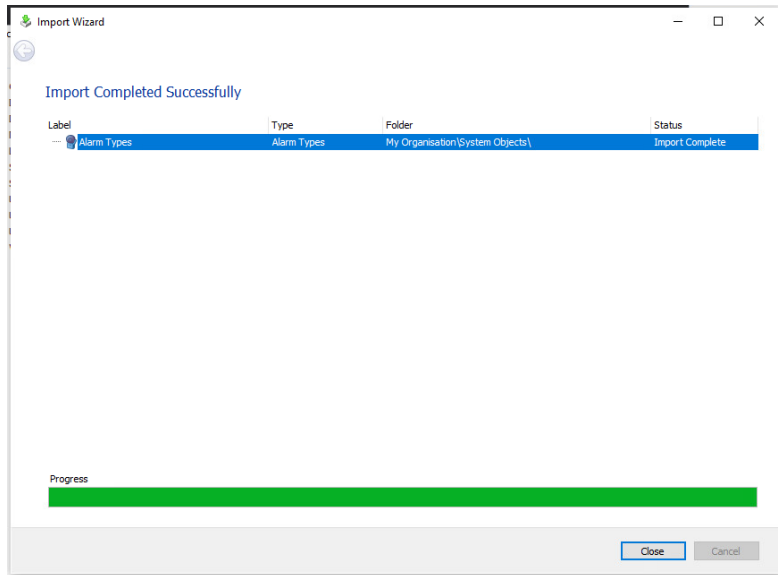 Import Wizard
Import Completed Successfully
Label Type Folder Status
Alarm Types Alarm Types My Organisation\System Objects\ Import Complete
Progress
Close Cancel